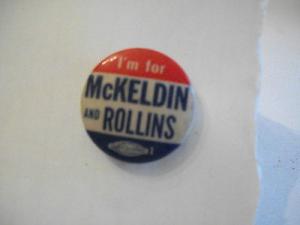 I'm for
McKELDIN
AND ROLLINS